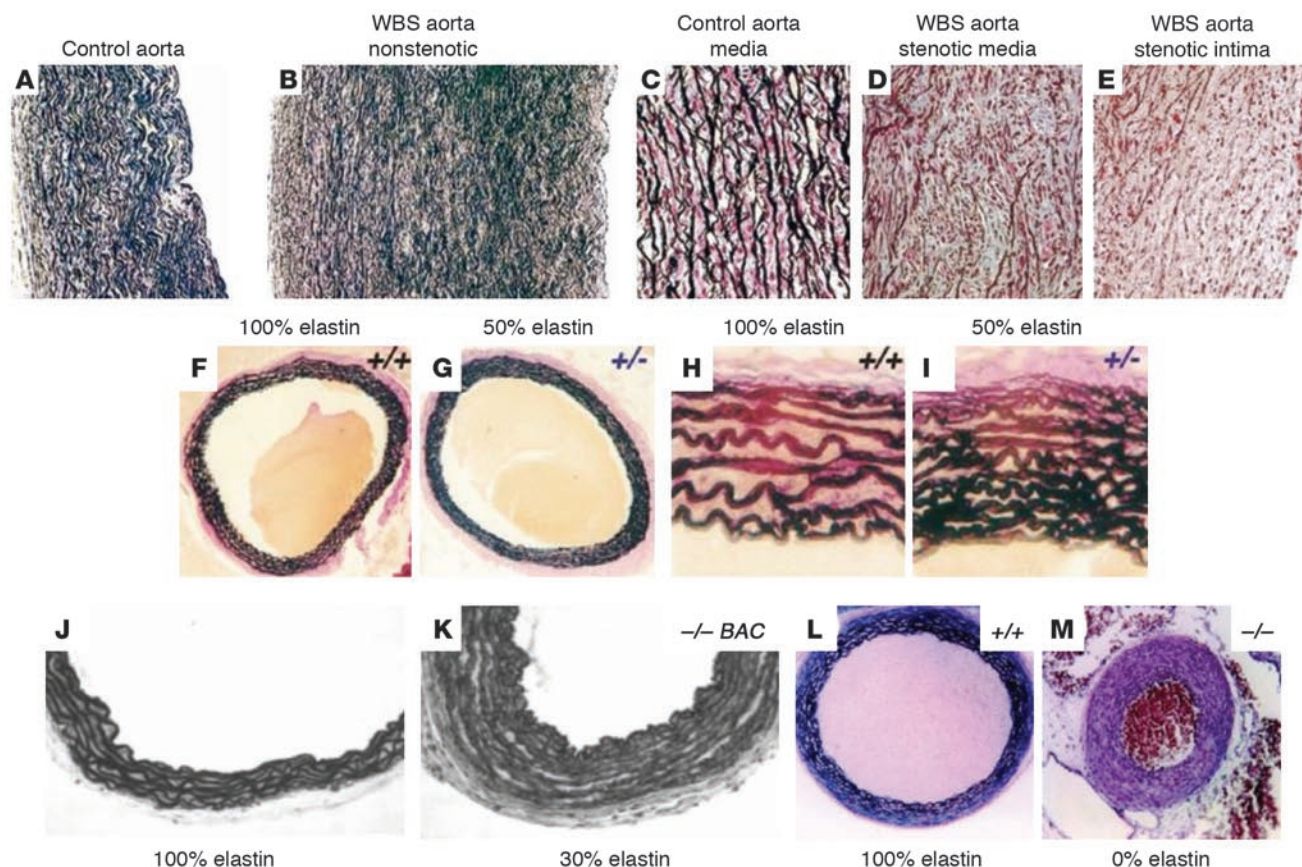 Control aorta
WBS aorta
nonstenotic
Control aorta
media
WBS aorta
stenotic media
WBS aorta
stenotic intima
A
B
C
D
E
100% elastin
50% elastin
100% elastin
50% elastin
F
+/+
G
+/-
H
+/+
I
+/-
J
K
–/– BAC
L
+/+
M
–/–
100% elastin
30% elastin
100% elastin
0% elastin